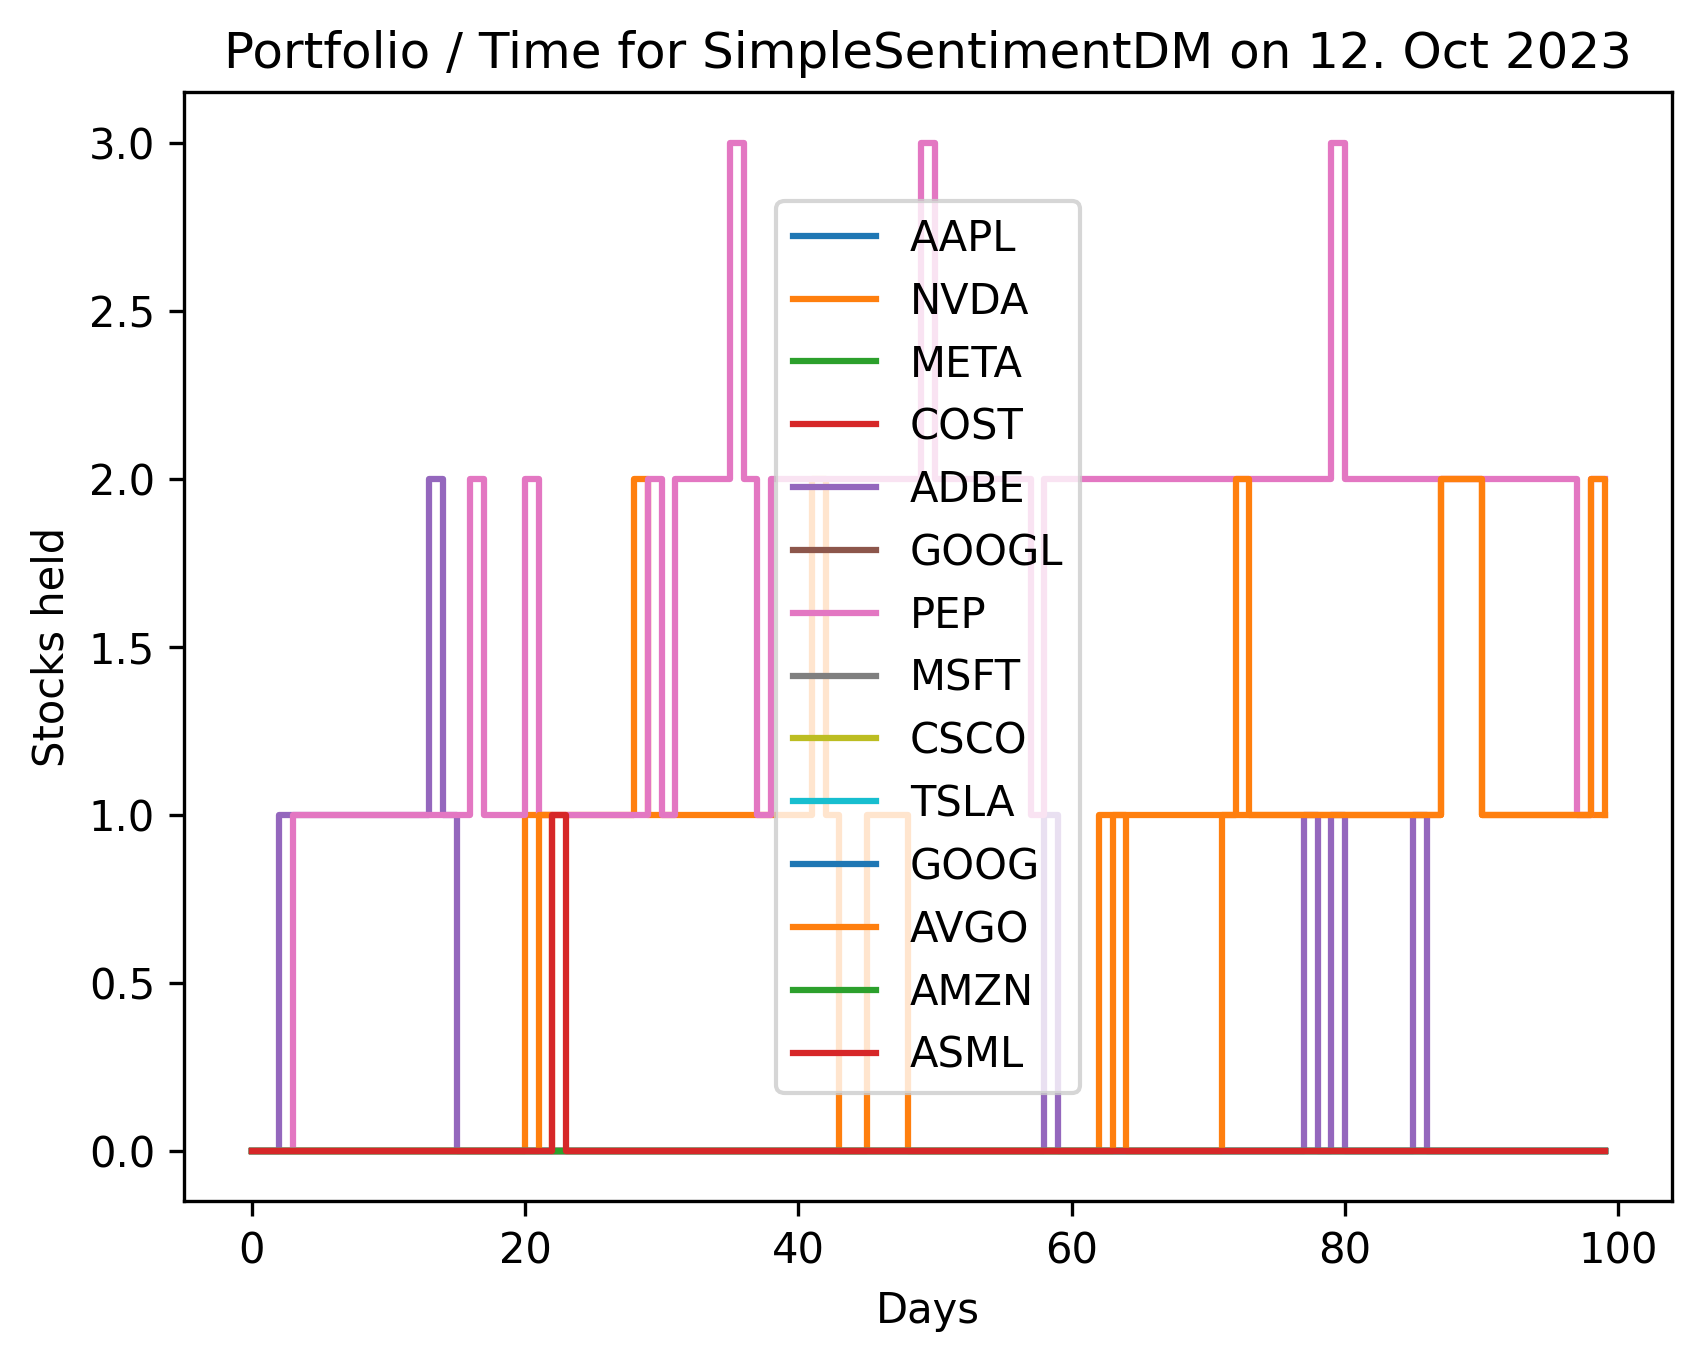 Portfolio / Time for SimpleSentimentDM on 12. Oct 2023
3.0
2.5
2.0
1.5
1.0
0.5
0.0
Stocks held
AAPL
NVDA
META
COST
ADBE
GOOGL
PEP
MSFT
CSCO
TSLA
GOOG
AVGO
AMZN
ASML
0 20 40 60 80 100
Days